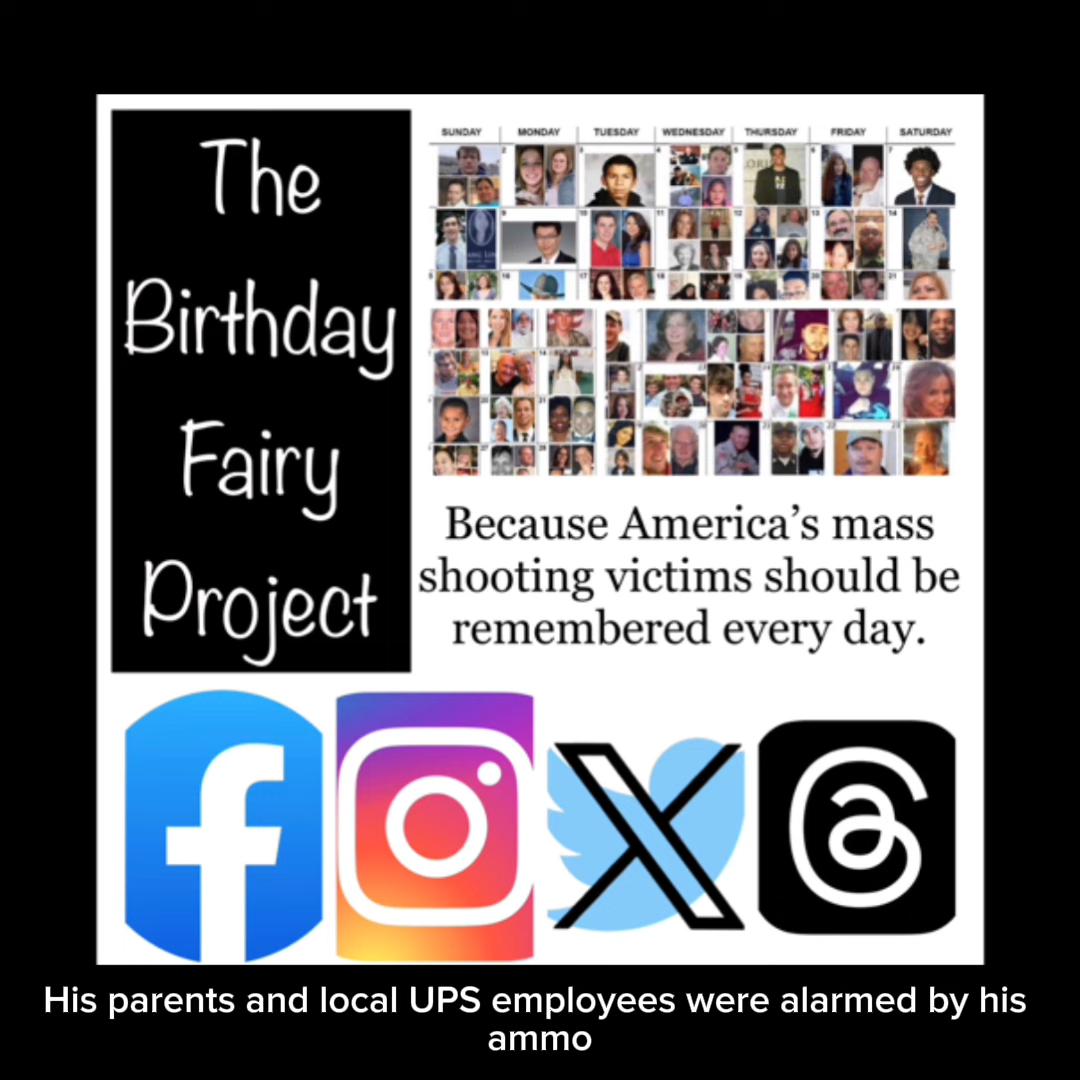 The
Birthday
Fairy
Project
SUNDAY MONDAY TUESDAY WEDNESDAY THURSDAY FRIDAY SATURDAY
Because America’s mass
shooting victims should be
remembered every day.
His parents and local UPS employees were alarmed by his
ammo